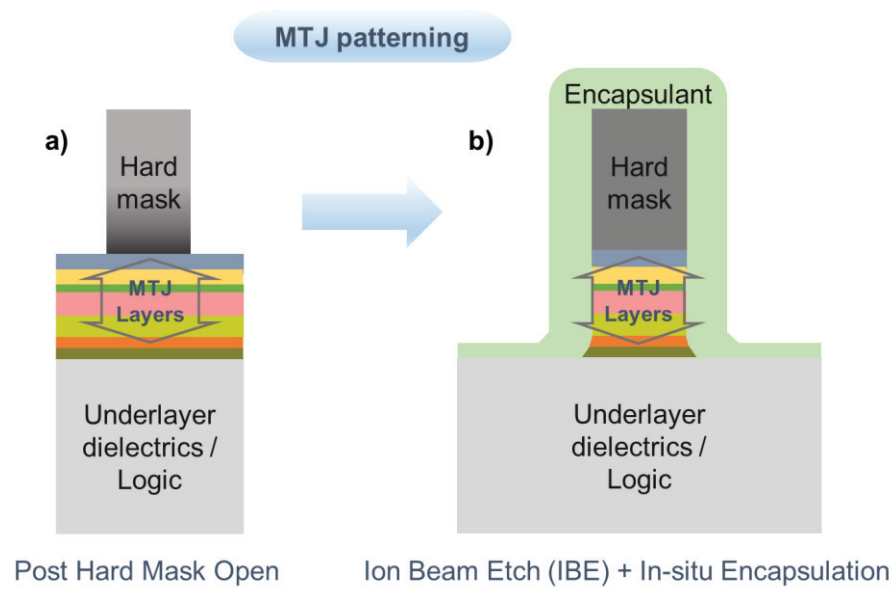 MTJ patterning
a)
Hard
mask
MTJ
Layers
Underlayer
dielectrics /
Logic
Post Hard Mask Open
b)
Encapsulant
Hard
mask
MTJ
Layers
Underlayer
dielectrics /
Logic
Ion Beam Etch (IBE) + In-situ Encapsulation